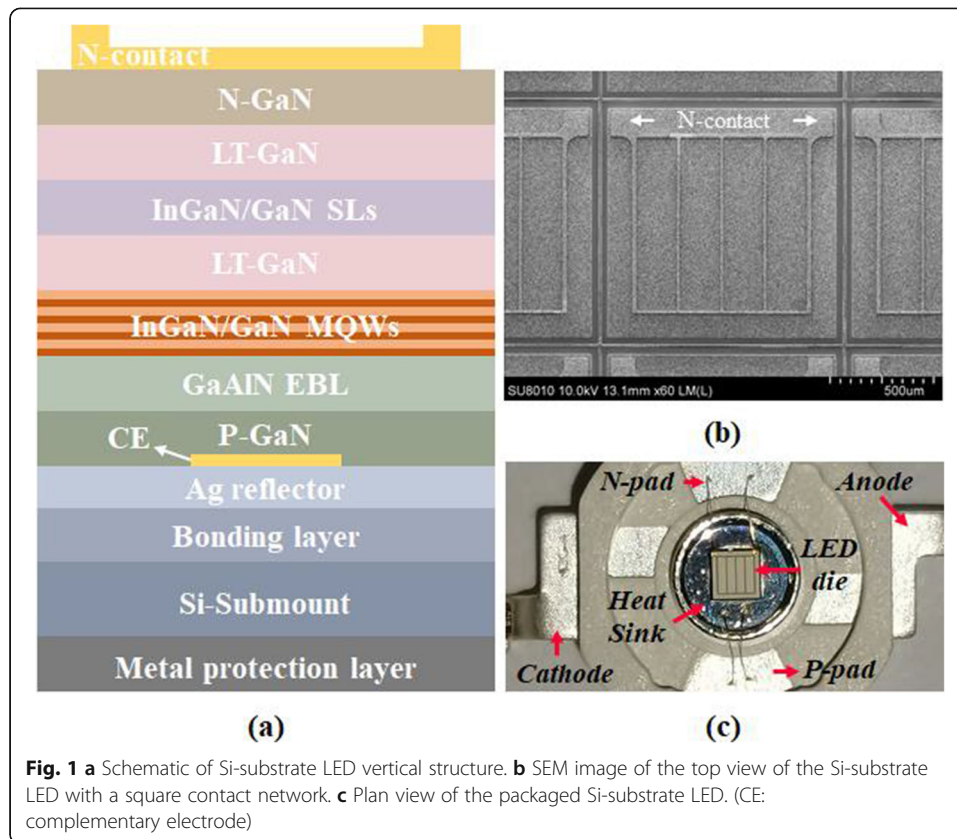 N-contact
N-GaN
LT-GaN
InGaN/GaN SLs
LT-GaN
InGaN/GaN MQWs
GaAlN EBL
CE
P-GaN
Ag reflector
Bonding layer
Si-Submount
Metal protection layer
(a)
N-contact
SU8010 10.0kV 13.1mm x60 LM(L)
500um
(b)
N-pad
Anode
LED
die
Heat
Sink
Cathode
P-pad
(c)
Fig. 1 a Schematic of Si-substrate LED vertical structure. b SEM image of the top view of the Si-substrate
LED with a square contact network. c Plan view of the packaged Si-substrate LED. (CE:
complementary electrode)